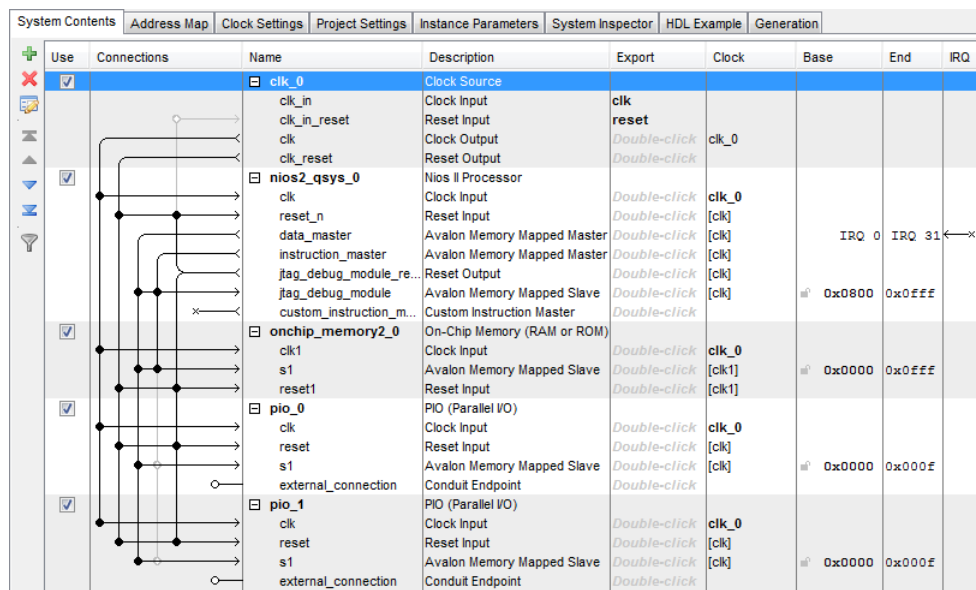 System Contents Address Map Clock Settings Project Settings Instance Parameters System Inspector HDL Example Generation
Use Connections Name Description Export Clock Base End IRQ
clk_0 Clock Source
clk_in Clock Input clk
clk_in_reset Reset Input reset
clk Clock Output Double-click clk_0
clk_reset Reset Output Double-click
nios2_qsys_0 Nios II Processor
clk Clock Input Double-click clk_0
reset_n Reset Input Double-click [clk]
data_master Avalon Memory Mapped Master Double-click [clk] IRQ 0 IRQ 31
instruction_master Avalon Memory Mapped Master Double-click [clk]
jtag_debug_module_re... Reset Output Double-click [clk]
jtag_debug_module Avalon Memory Mapped Slave Double-click [clk] 0x0800 0x0fff
custom_instruction_m... Custom Instruction Master Double-click
onchip_memory2_0 On-Chip Memory (RAM or ROM)
clk1 Clock Input Double-click clk_0
s1 Avalon Memory Mapped Slave Double-click [clk1] 0x0000 0x0fff
reset1 Reset Input Double-click [clk1]
pio_0 PIO (Parallel I/O)
clk Clock Input Double-click clk_0
reset Reset Input Double-click [clk]
s1 Avalon Memory Mapped Slave Double-click [clk] 0x0000 0x000f
external_connection Conduit Endpoint Double-click
pio_1 PIO (Parallel I/O)
clk Clock Input Double-click clk_0
reset Reset Input Double-click [clk]
s1 Avalon Memory Mapped Slave Double-click [clk] 0x0000 0x000f
external_connection Conduit Endpoint Double-click